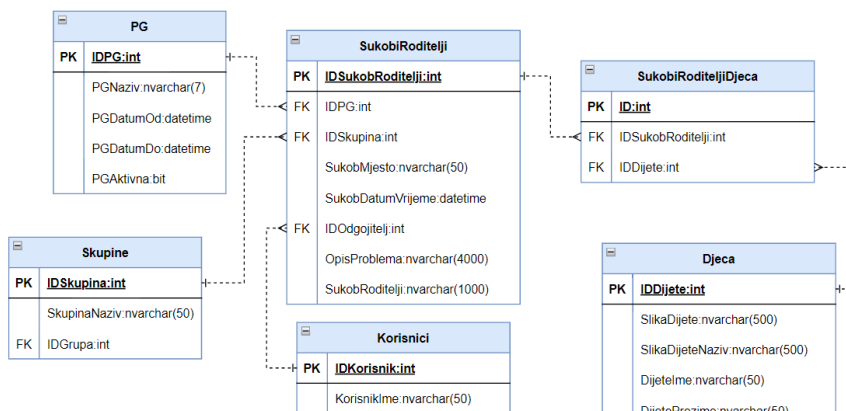 PG
PK IDPG:int
PGNaziv:nvarchar(7)
PGDatumOd:datetime
PGDatumDo:datetime
PGAktivna:bit
SukobiRoditelji
PK IDSukobRoditelji:int
FK IDPG:int
FK IDSkupina:int
SukobMjesto:nvarchar(50)
SukobDatumVrijeme:datetime
FK IDOdgojitelj:int
OpisProblema:nvarchar(4000)
SukobRoditelji:nvarchar(1000)
SukobiRoditeljiDjeca
PK ID:int
FK IDSukobRoditelji:int
FK IDDijete:int
Skupine
PK IDSkupina:int
SkupinaNaziv:nvarchar(50)
FK IDGrupa:int
Korisnici
PK IDKorisnik:int
KorisnikIme:nvarchar(50)
Djeca
PK IDDijete:int
SlikaDijete:nvarchar(500)
SlikaDijeteNaziv:nvarchar(500)
DijeteIme:nvarchar(50)
DijetePrezime:nvarchar(50)